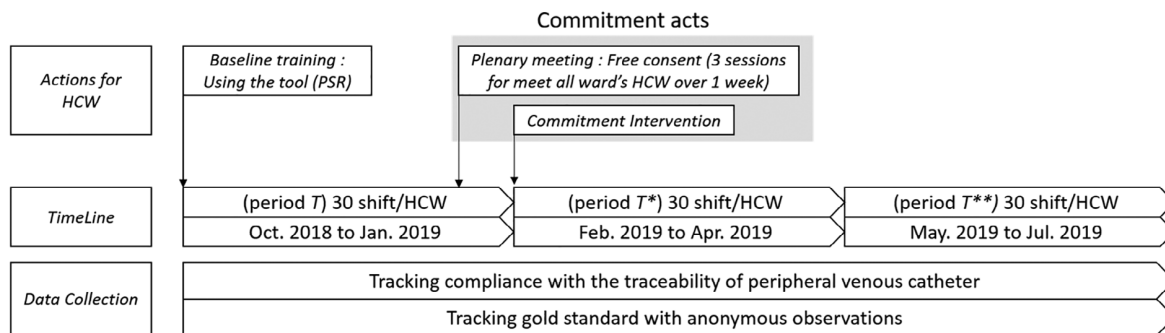 Commitment acts
Actions for
HCW
Baseline training :
Using the tool (PSR)
Plenary meeting : Free consent (3 sessions
for meet all ward's HCW over 1 week)
Commitment Intervention
TimeLine
(period T) 30 shift/HCW
(period T*) 30 shift/HCW
(period T**) 30 shift/HCW
Oct. 2018 to Jan. 2019
Feb. 2019 to Apr. 2019
May. 2019 to Jul. 2019
Data Collection
Tracking compliance with the traceability of peripheral venous catheter
Tracking gold standard with anonymous observations